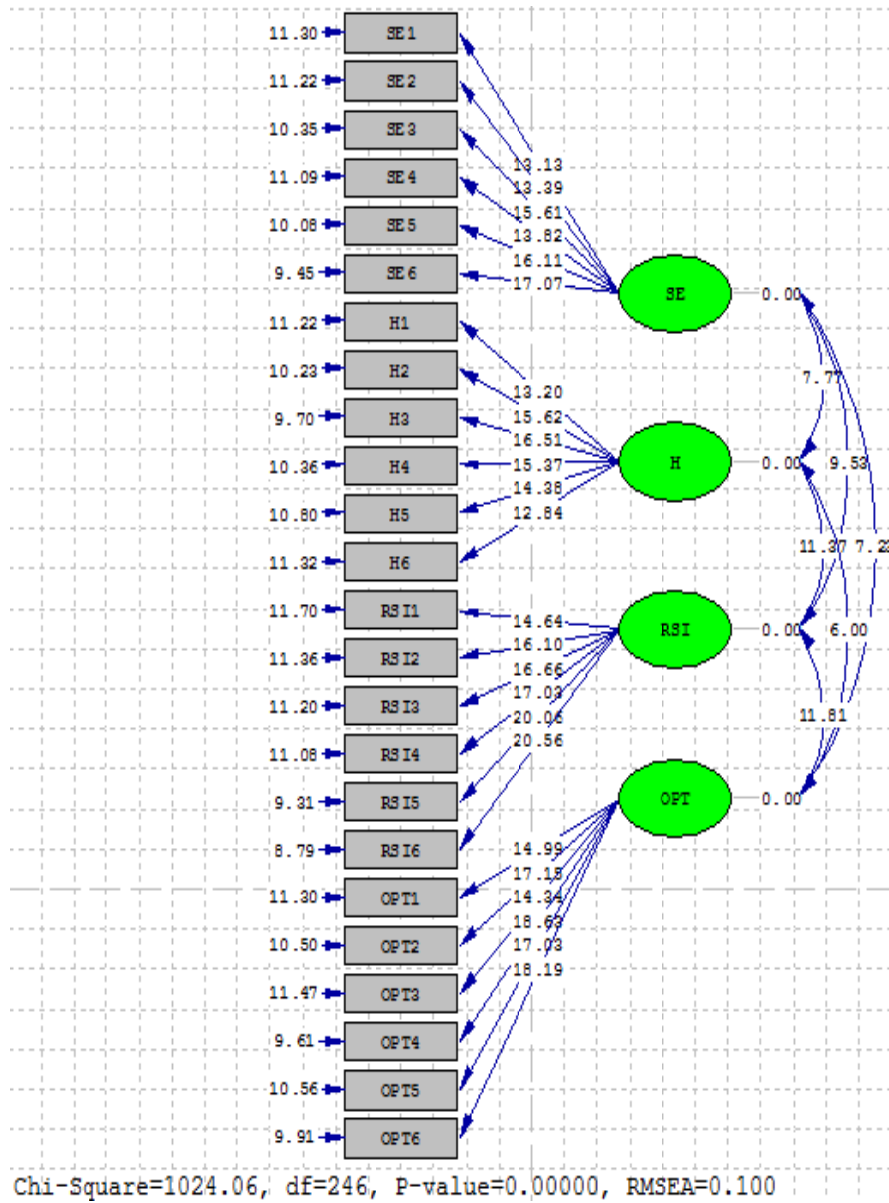 11.30 SE1
11.22 SE2
10.35 SE3
11.09 SE4
10.08 SE5
9.45 SE6
11.22 H1
10.23 H2
9.70 H3
10.36 H4
10.80 H5
11.32 H6
11.70 RSI1
11.36 RSI2
11.20 RSI3
11.08 RSI4
9.31 RSI5
8.79 RSI6
11.30 OPT1
10.50 OPT2
11.47 OPT3
9.61 OPT4
10.56 OPT5
9.91 OPT6
13.13
13.39
15.61
13.82
16.11
17.07
13.20
15.62
16.51
15.37
14.38
12.84
14.64
16.10
16.66
17.03
20.06
20.56
14.99
17.15
14.34
18.63
17.03
18.19
SE 0.00
H 0.00
RSI 0.00
OPT 0.00
7.77
9.53
11.37
6.00
11.81
Chi-Square=1024.06, df=246, P-value=0.00000, RMSEA=0.100